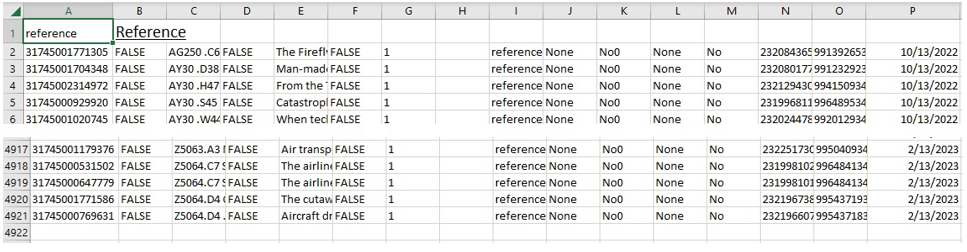 A B C D E F G H I J K L M N O P
1 reference Reference
2 31745001771305 FALSE AG250 .C6 FALSE The Firefl FALSE 1 reference None No0 None No 232084365 991392653 10/13/2022
3 31745001704348 FALSE AY30 .D38 FALSE Man-made FALSE 1 reference None No0 None No 232080177 991232923 10/13/2022
4 31745002314972 FALSE AY30 .H47 FALSE From the FALSE 1 reference None No0 None No 232129430 994150934 10/13/2022
5 31745000929920 FALSE AY30 .S45 FALSE Catastropl FALSE 1 reference None No0 None No 231996811 996489534 10/13/2022
6 31745001020745 FALSE AY30 .W44 FALSE When tecl FALSE 1 reference None No0 None No 232024478 992012934 10/13/2022
4917 31745001179376 FALSE Z5063.A3 FALSE Air transp FALSE 1 reference None No0 None No 232251730 995040934 2/13/2023
4918 31745000531502 FALSE Z5064.C7 FALSE The airline FALSE 1 reference None No0 None No 231998102 996484134 2/13/2023
4919 31745000647779 FALSE Z5064.C7 FALSE The airline FALSE 1 reference None No0 None No 231998101 996484134 2/13/2023
4920 31745001771586 FALSE Z5064.D4 FALSE The cutaw FALSE 1 reference None No0 None No 232196738 995437193 2/13/2023
4921 31745000769631 FALSE Z5064.D4 . FALSE Aircraft dr FALSE 1 reference None No0 None No 232196607 995437183 2/13/2023
4922